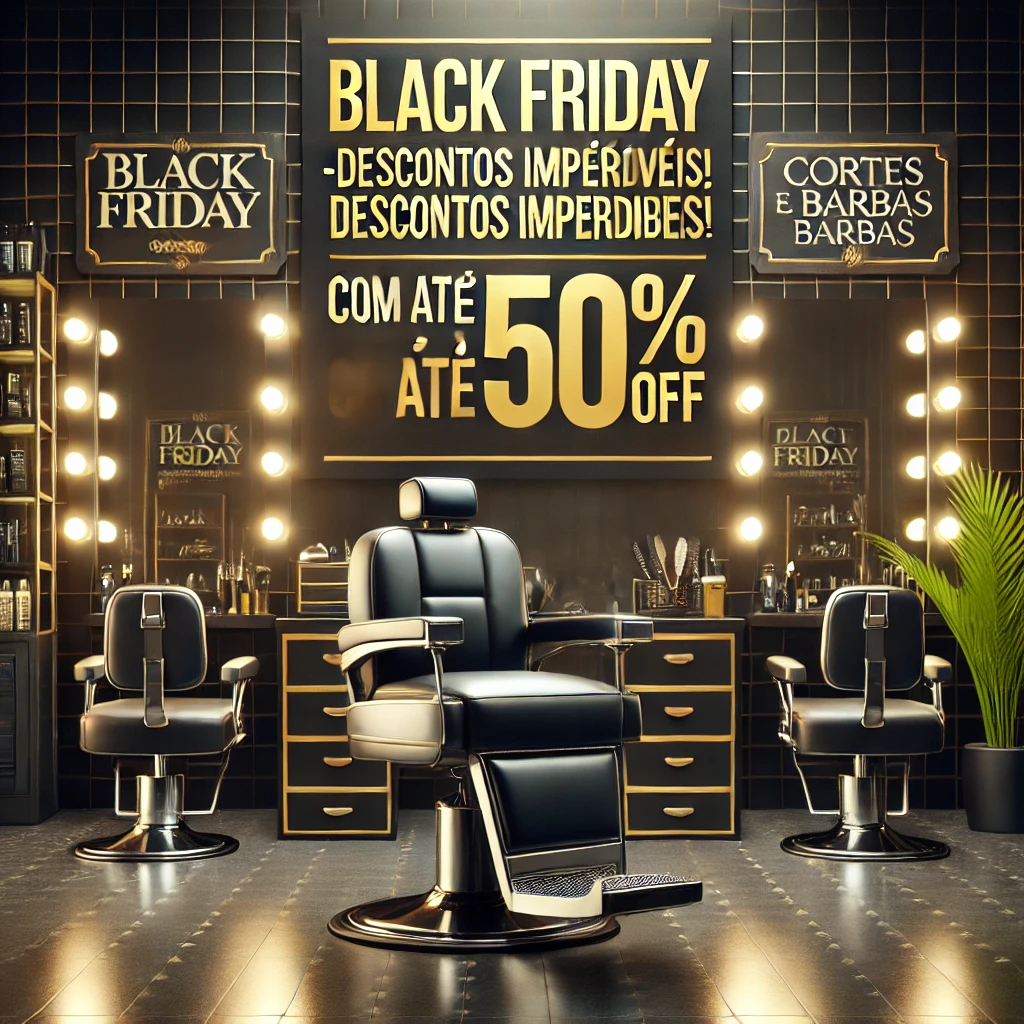 BLACK FRIDAY
-DESCONTOS IMPÉRDVÉIS!
DESCONTOS IMPERDIBES!
COM ATÉ
ÁTÉ
50%
OFF
BLACK
FRIDAY
CORTES
E BARBAS
BARBAS
BLACK
FRIDAY
FRIDAY